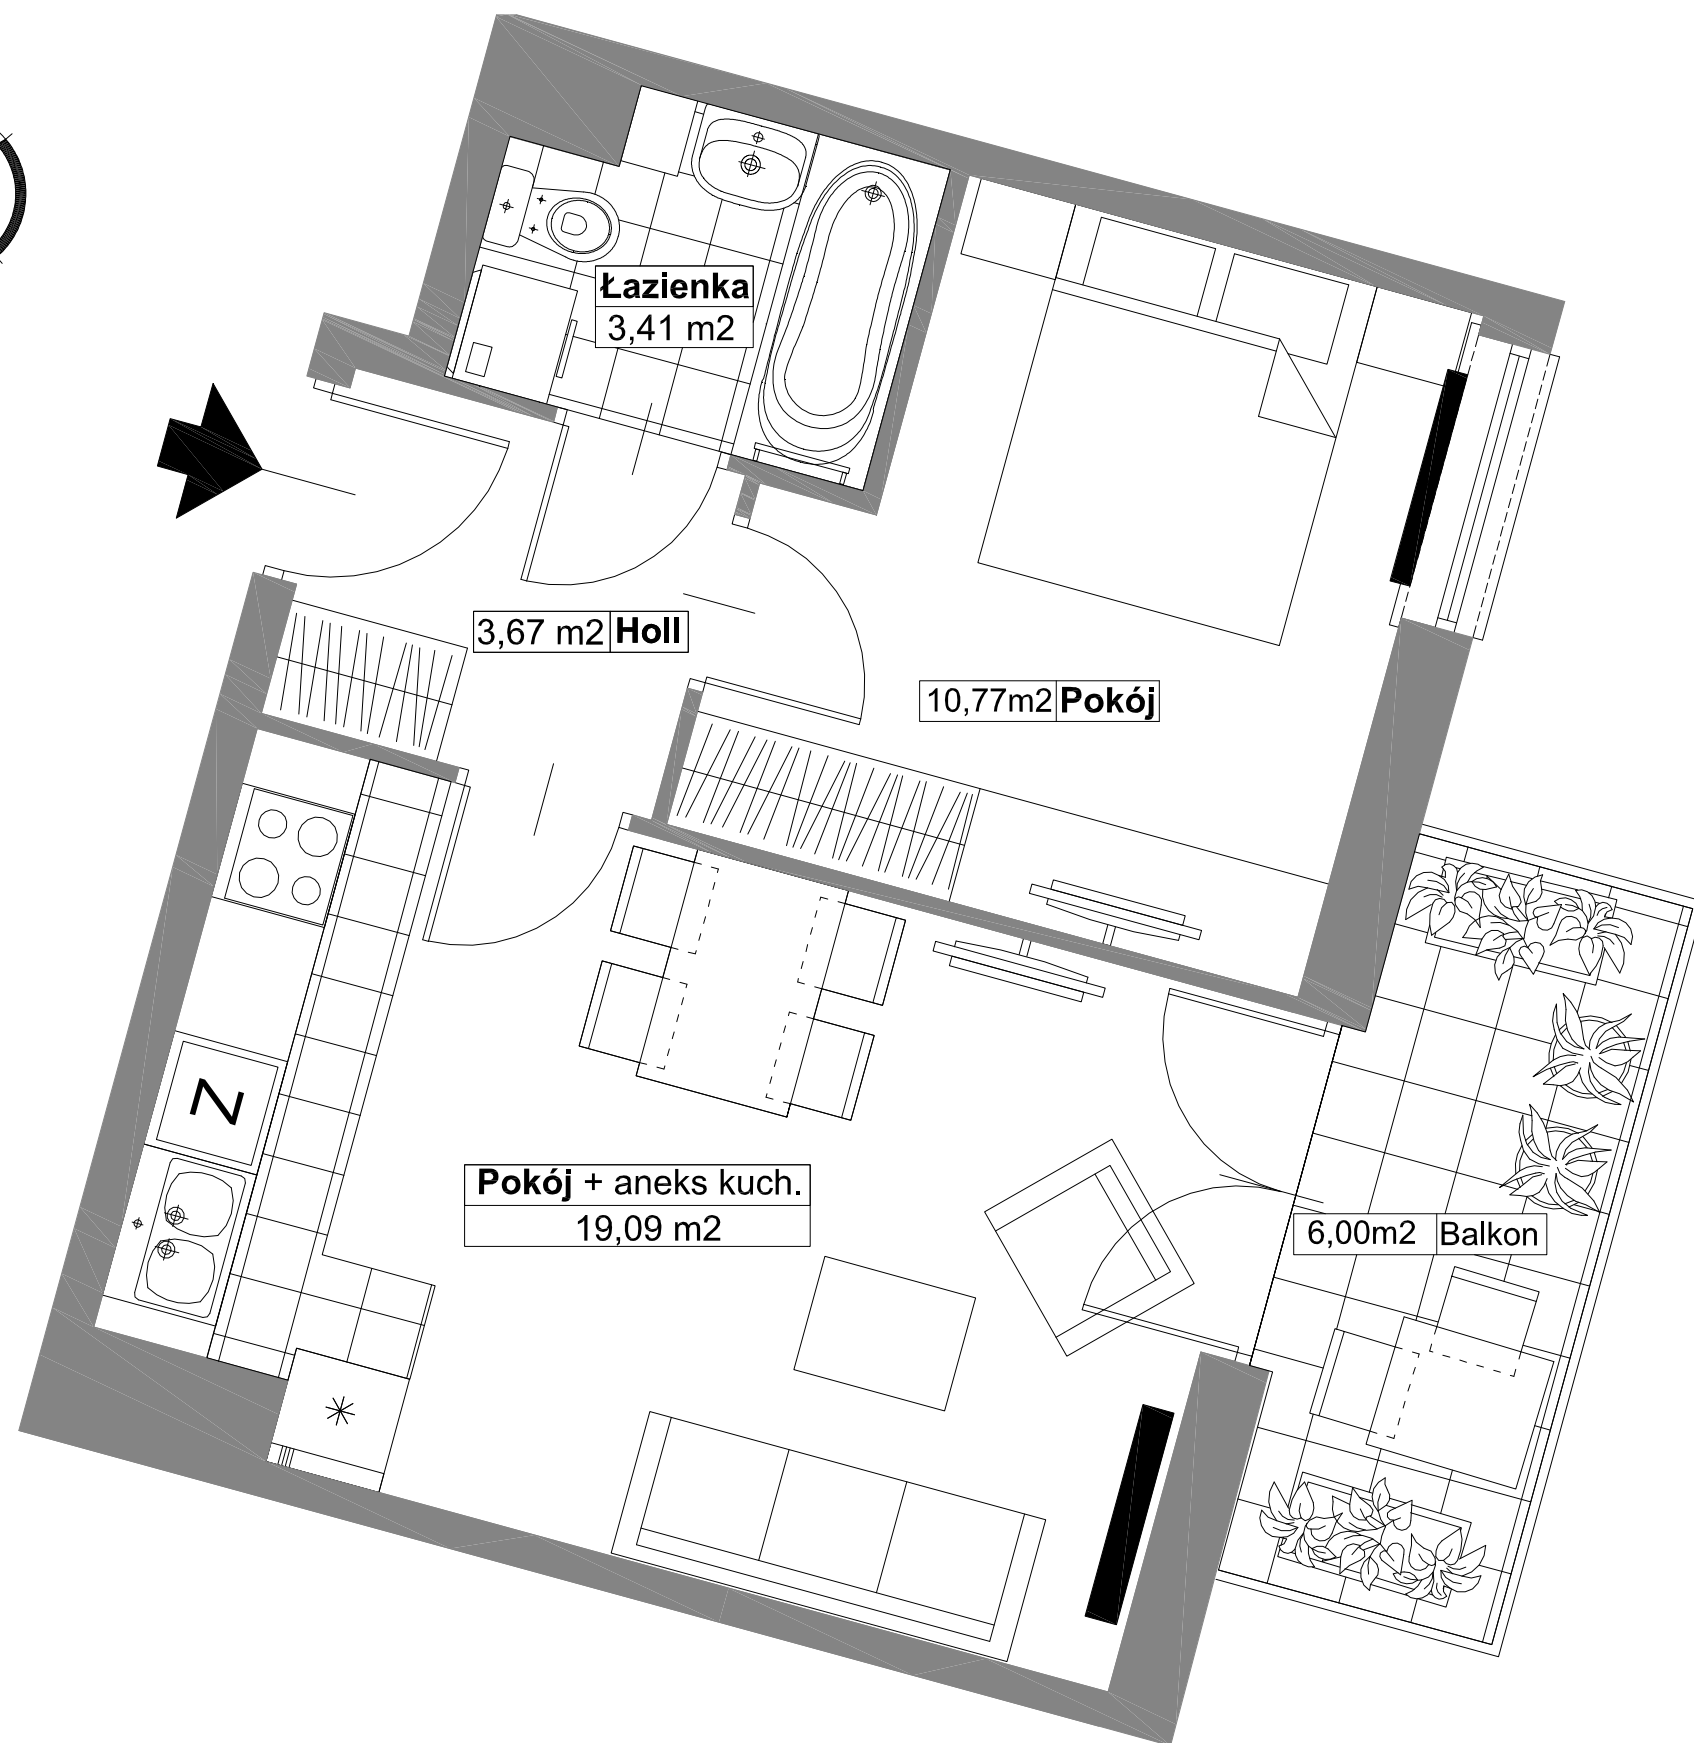 Łazienka
3,41 m2
3,67 m2 Holl
10,77m2 Pokój
Z
Pokój + aneks kuch.
19,09 m2
6,00m2 Balkon